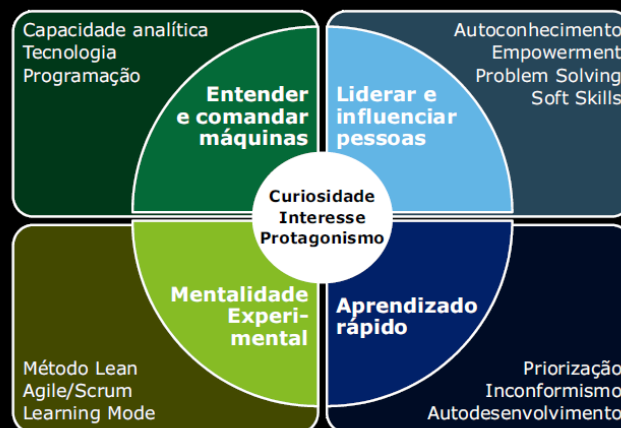 Capacidade analítica
Tecnologia
Programação
Entender
e comandar
máquinas
Liderar e
influenciar
pessoas
Autoconhecimento
Empowerment
Problem Solving
Soft Skills
Curiosidade
Interesse
Protagonismo
Mentalidade
Experi-
mental
Método Lean
Agile/Scrum
Learning Mode
Aprendizado
rápido
Priorização
Inconformismo
Autodesenvolvimento